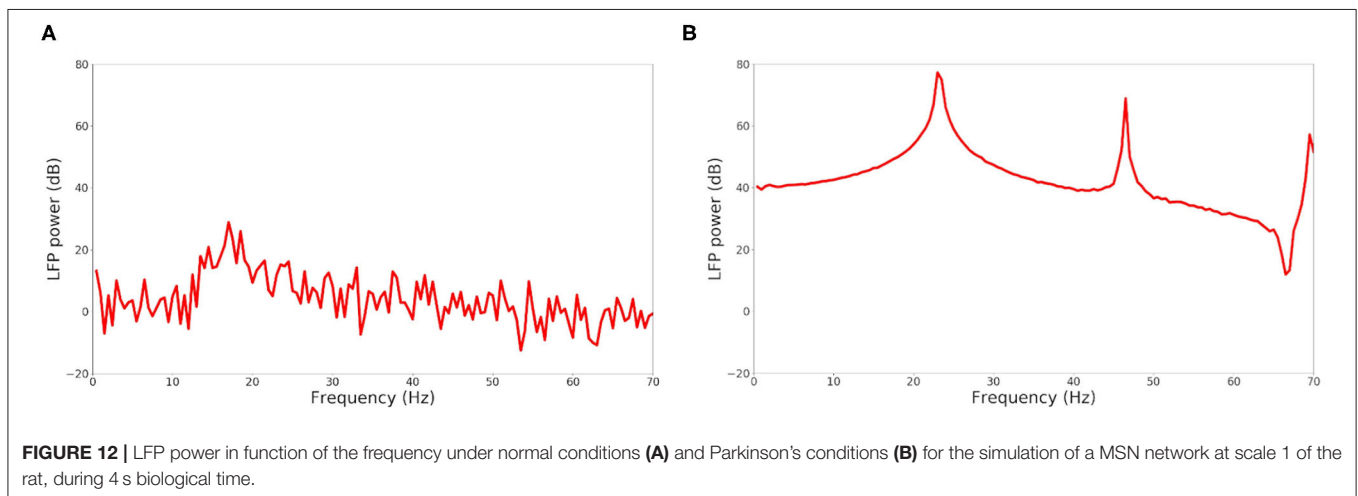 A
B
80
60
40
20
0
−20
LFP power (dB)
0 10 20 30 40 50 60 70
Frequency (Hz)
80
60
40
20
0
−20
LFP power (dB)
0 10 20 30 40 50 60 70
Frequency (Hz)
FIGURE 12 | LFP power in function of the frequency under normal conditions (A) and Parkinson's conditions (B) for the simulation of a MSN network at scale 1 of the
rat, during 4 s biological time.